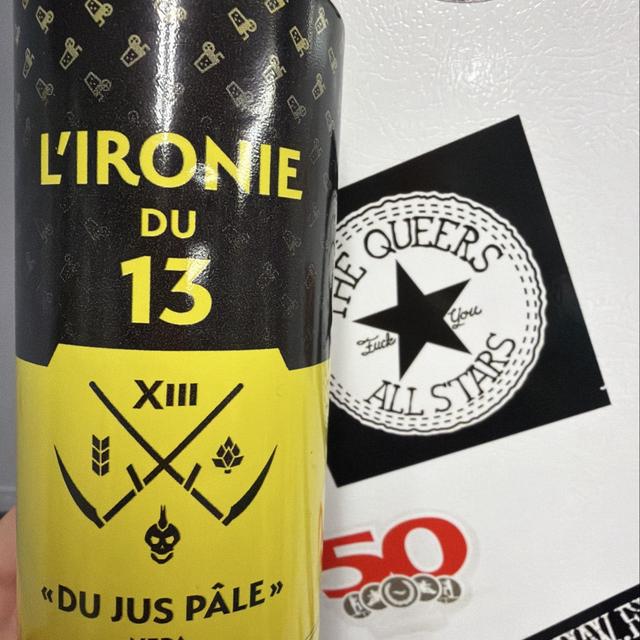 L'IRONIE
DU
13
XIII
«DU JUS PÂLE»
THE QUEERS
Fuck You
ALL STARS
50